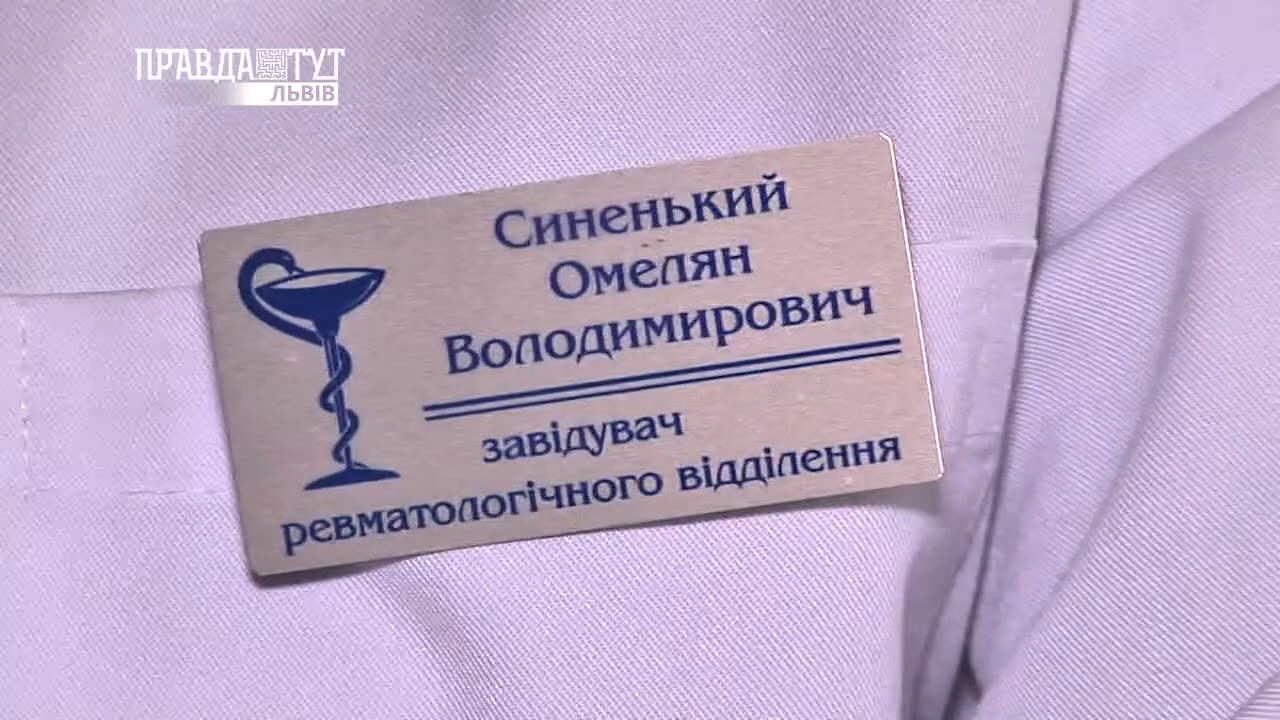 ПРАВДА ТУТ
ЛЬВІВ
Синенький
Омелян
Володимирович
завідувач
ревматологічного відділення